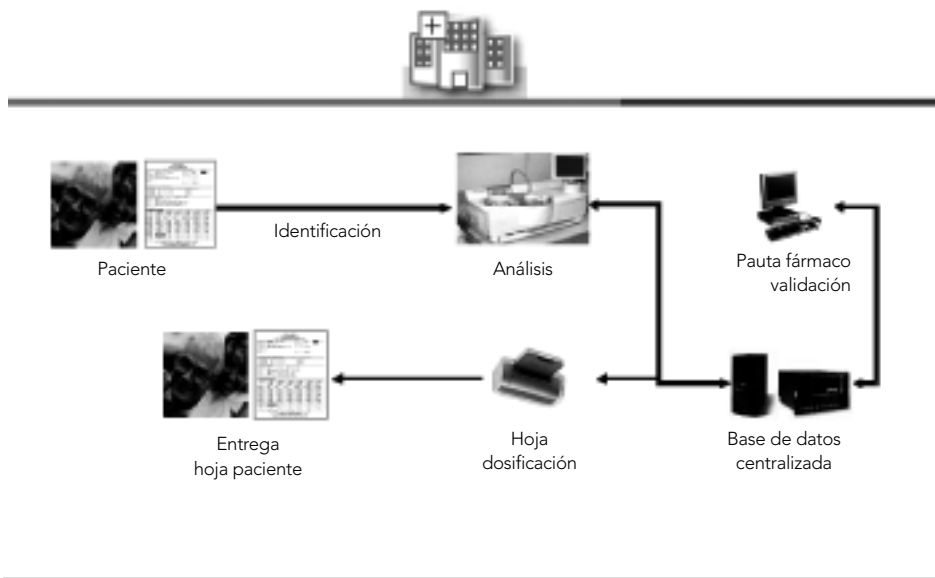 Identificación
Paciente
Análisis
Pauta fármaco
validación
Entrega
hoja paciente
Hoja
dosificación
Base de datos
centralizada